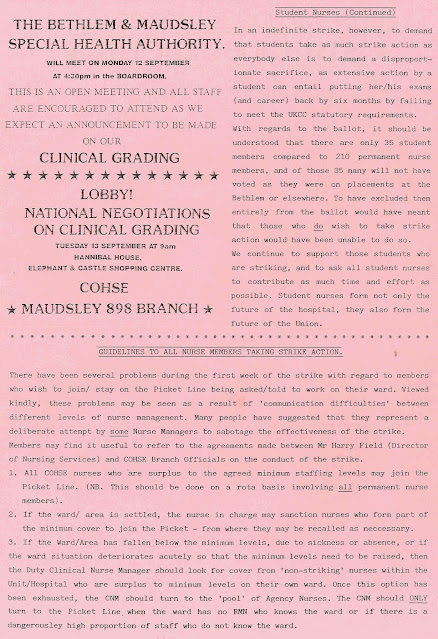 THE BETHLEM & MAUDSLEY
SPECIAL HEALTH AUTHORITY.
WILL MEET ON MONDAY 12 SEPTEMBER
AT 4:30pm in the BOARDROOM.
THIS IS AN OPEN MEETING AND ALL STAFF
ARE ENCOURAGED TO ATTEND AS WE
EXPECT AN ANNOUNCEMENT TO BE MADE
ON OUR
CLINICAL GRADING
LOBBY!
NATIONAL NEGOTIATIONS
ON CLINICAL GRADING
TUESDAY 13 SEPTEMBER AT 9am
HANNIBAL HOUSE,
ELEPHANT & CASTLE SHOPPING CENTRE.
COHSE
MAUDSLEY 898 BRANCH
Student Nurses (Continued)
In an indefinite strike, however, to demand
that students take as much strike action as
everybody else is to demand a disproport-
ionate sacrifice, as extensive action by a
student can entail putting her/his exams
(and career) back by six months by failing
to meet the UKCC statutory requirements.
With regards to the ballot, it should be
understood that there are only 35 student
members compared to 210 permanent nurse
members, and of those 35 many will not have
voted as they were on placements at the
Bethlem or elsewhere. To have excluded them
entirely from the ballot would have meant
that those who do wish to take strike
action would have been unable to do so.
We continue to support those students who
are striking, and to ask all student nurses
to contribute as much time and effort as
possible. Student nurses form not only the
future of the hospital, they also form the
future of the Union.
GUIDELINES TO ALL NURSE MEMBERS TAKING STRIKE ACTION.
There have been several problems during the first week of the strike with regard to members
who wish to join/ stay on the Picket Line being asked/told to work on their ward. Viewed
kindly, these problems may be seen as a result of 'communication difficulties' between
different levels of nurse management. Many people have suggested that they represent a
deliberate attempt by some Nurse Managers to sabotage the effectiveness of the strike.
Members may find it useful to refer to the agreements made between Mr Harry Field (Director
of Nursing Services) and COHSE Branch Officials on the conduct of the strike.
1. All COHSE nurses who are surplus to the agreed minimum staffing levels may join the
Picket Line. (NB. This should be done on a rota basis involving all permanent nurse
members).
2. If the ward/ area is settled, the nurse in charge may sanction nurses who form part of
the minimum cover to join the Picket - from where they may be recalled as neccessary.
3. If the Ward/Area has fallen below the minimum levels, due to sickness or absence, or if
the ward situation deteriorates acutely so that the minimum levels need to be raised, then
the Duty Clinical Nurse Manager should look for cover from 'non-striking' nurses within the
Unit/Hospital who are surplus to minimum levels on their own ward. Once this option has
been exhausted, the CNM should turn to the 'pool' of Agency Nurses. The CNM should ONLY
turn to the Picket Line when the ward has no RMN who knows the ward or if there is a
dangerousley high proportion of staff who do not know the ward.